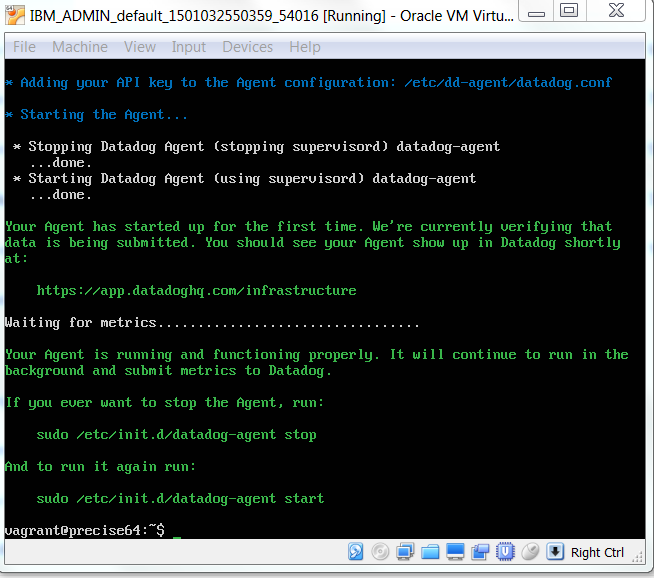 IBM_ADMIN_default_1501032550359_54016 [Running] - Oracle VM Virtu...
File Machine View Input Devices Help
* Adding your API key to the Agent configuration: /etc/dd-agent/datadog.conf
* Starting the Agent...
* Stopping Datadog Agent (stopping supervisord) datadog-agent
...done.
* Starting Datadog Agent (using supervisord) datadog-agent
...done.
Your Agent has started up for the first time. We're currently verifying that
data is being submitted. You should see your Agent show up in Datadog shortly
at:
https://app.datadoghq.com/infrastructure
Waiting for metrics.................................
Your Agent is running and functioning properly. It will continue to run in the
background and submit metrics to Datadog.
If you ever want to stop the Agent, run:
sudo /etc/init.d/datadog-agent stop
And to run it again run:
sudo /etc/init.d/datadog-agent start
vagrant@precise64:~$
Right Ctrl